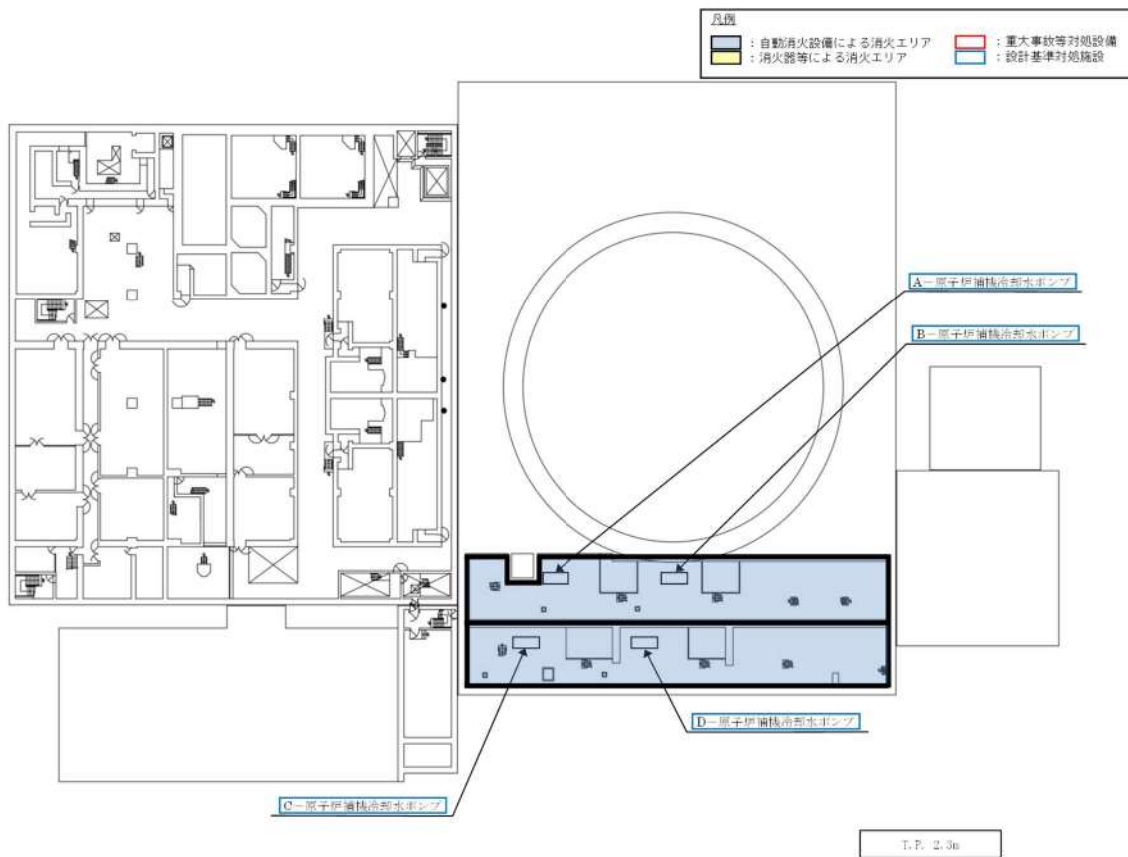 凡例
：自動消火設備による消火エリア
：重大事故等対処設備
：消火器等による消火エリア
：設計基準対処施設
A－原子炉補機冷却水ポンプ
B－原子炉補機冷却水ポンプ
D－原子炉補機冷却水ポンプ
C－原子炉補機冷却水ポンプ
T.P. 2.3m